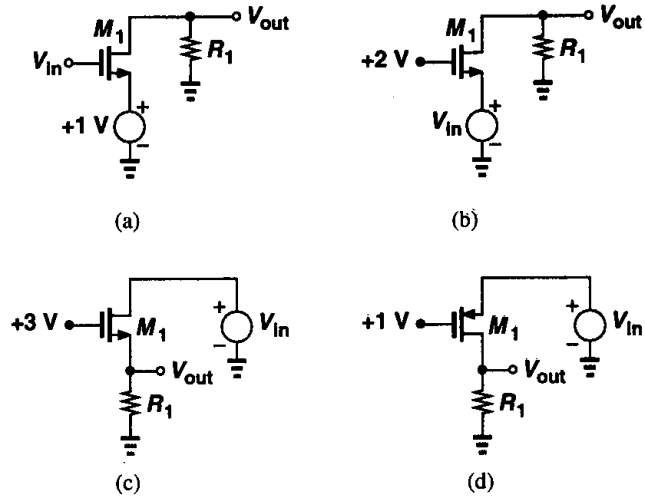 M1
Vout
Vin
R1
+1 V
+
−
(a)
M1
Vout
+2 V
R1
Vin
+
−
(b)
+3 V
M1
+
−
Vin
Vout
R1
(c)
+1 V
M1
+
−
Vin
Vout
R1
(d)